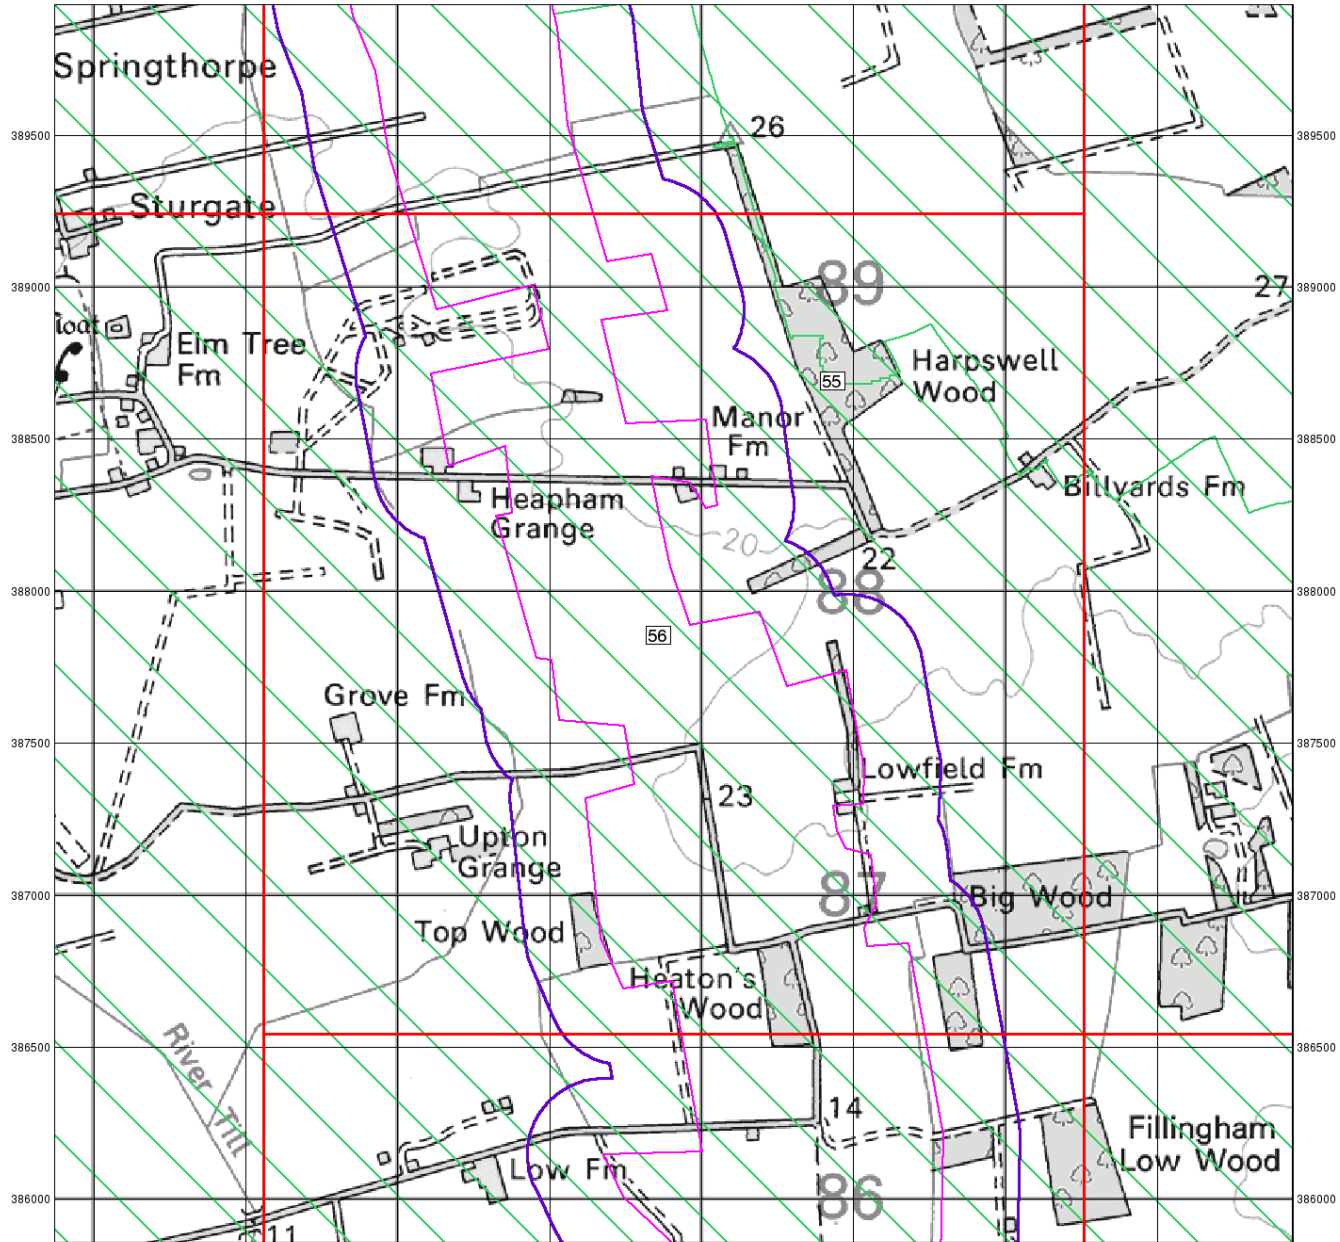 Springthorpe
26
389500
389500
Sturgate
89
389000
389000
27
Elm Tree
Fm
Harpswell
Wood
55
Manor
Fm
388500
388500
Billyards Fm
Heapham
Grange
20
22
88
388000
388000
56
Grove Fm
387500
387500
Lowfield Fm
23
Upton
Grange
87
387000
387000
Big Wood
Top Wood
Heaton's
Wood
386500
386500
River Till
14
Fillingham
Low Wood
Low Fm
86
386000
386000
11